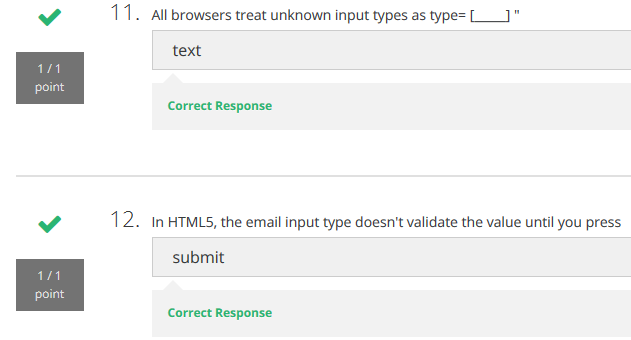 11. All browsers treat unknown input types as type= [____] "
1 / 1
point
text
Correct Response
12. In HTML5, the email input type doesn't validate the value until you press
1 / 1
point
submit
Correct Response